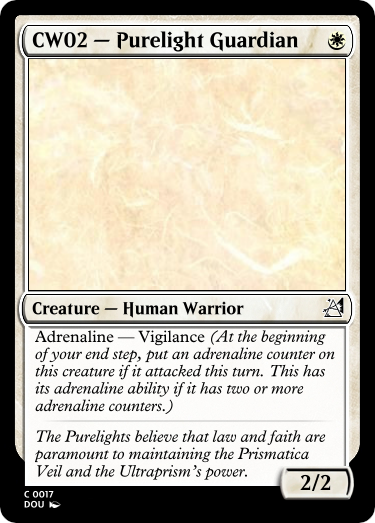 CW02 — Purelight Guardian
Creature — Human Warrior
Adrenaline — Vigilance (At the beginning
of your end step, put an adrenaline counter on
this creature if it attacked this turn. This has
its adrenaline ability if it has two or more
adrenaline counters.)
The Purelights believe that law and faith are
paramount to maintaining the Prismatica
Veil and the Ultraprism's power.
2/2
C 0017
DOU